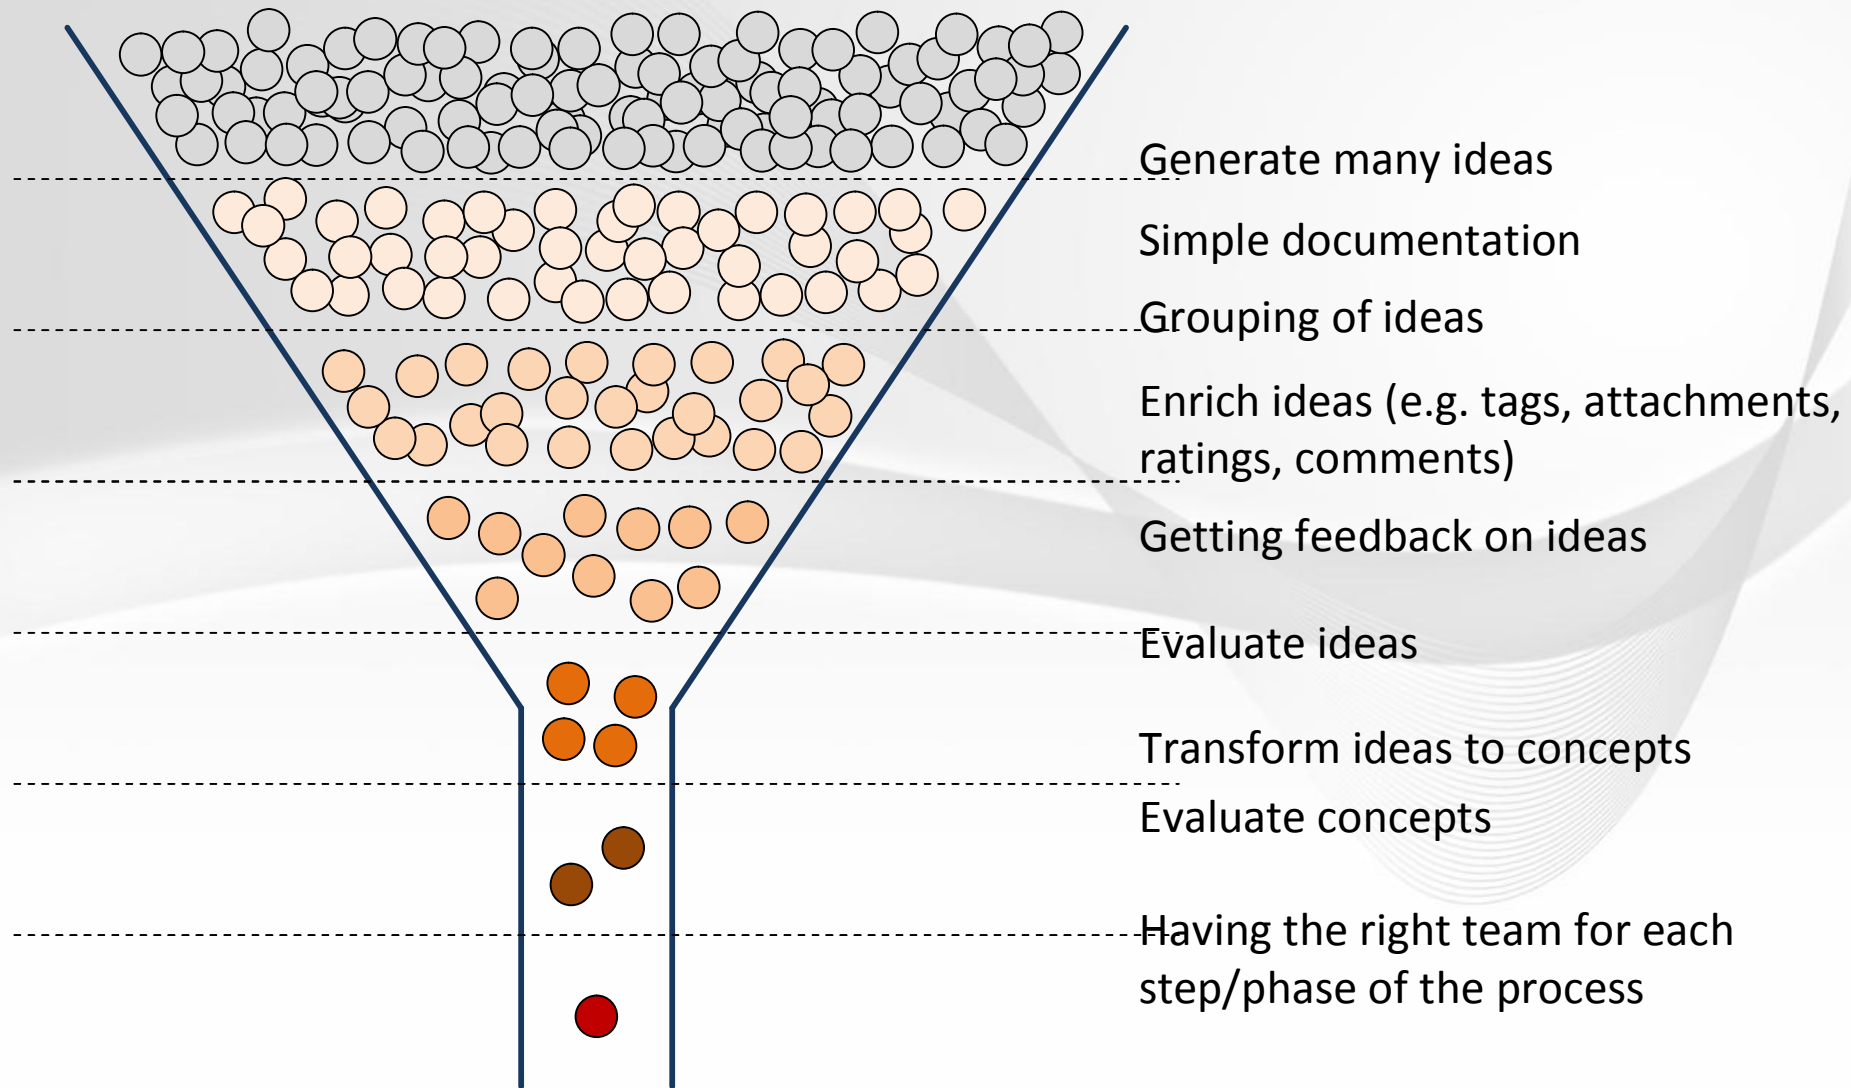 Generate many ideas
Simple documentation
Grouping of ideas
Enrich ideas (e.g. tags, attachments,
ratings, comments)
Getting feedback on ideas
Evaluate ideas
Transform ideas to concepts
Evaluate concepts
Having the right team for each
step/phase of the process